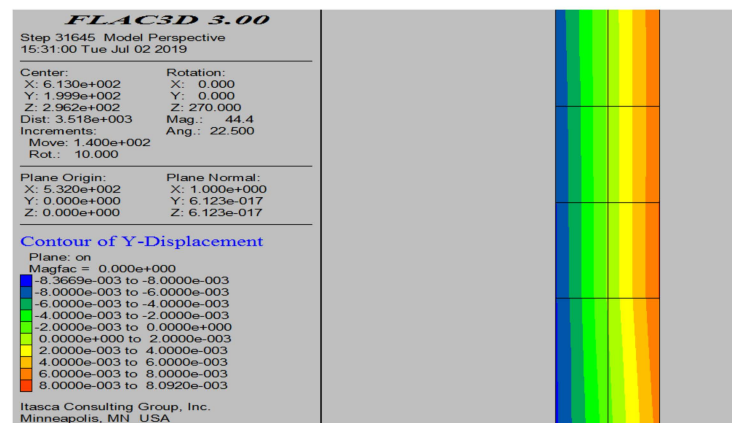 FLAC3D 3.00
Step 31645 Model Perspective
15:31:00 Tue Jul 02 2019
Center: Rotation:
X: 6.130e+002 X: 0.000
Y: 1.999e+002 Y: 0.000
Z: 2.962e+002 Z: 270.000
Dist: 3.518e+003 Mag.: 44.4
Increments: Ang.: 22.500
Move: 1.400e+002
Rot.: 10.000
Plane Origin: Plane Normal:
X: 5.320e+002 X: 1.000e+000
Y: 0.000e+000 Y: 6.123e-017
Z: 0.000e+000 Z: 6.123e-017
Contour of Y-Displacement
Plane: on
Magfac = 0.000e+000
-8.3669e-003 to -8.0000e-003
-8.0000e-003 to -6.0000e-003
-6.0000e-003 to -4.0000e-003
-4.0000e-003 to -2.0000e-003
-2.0000e-003 to 0.0000e+000
0.0000e+000 to 2.0000e-003
2.0000e-003 to 4.0000e-003
4.0000e-003 to 6.0000e-003
6.0000e-003 to 8.0000e-003
8.0000e-003 to 8.0920e-003
Itasca Consulting Group, Inc.
Minneapolis, MN USA